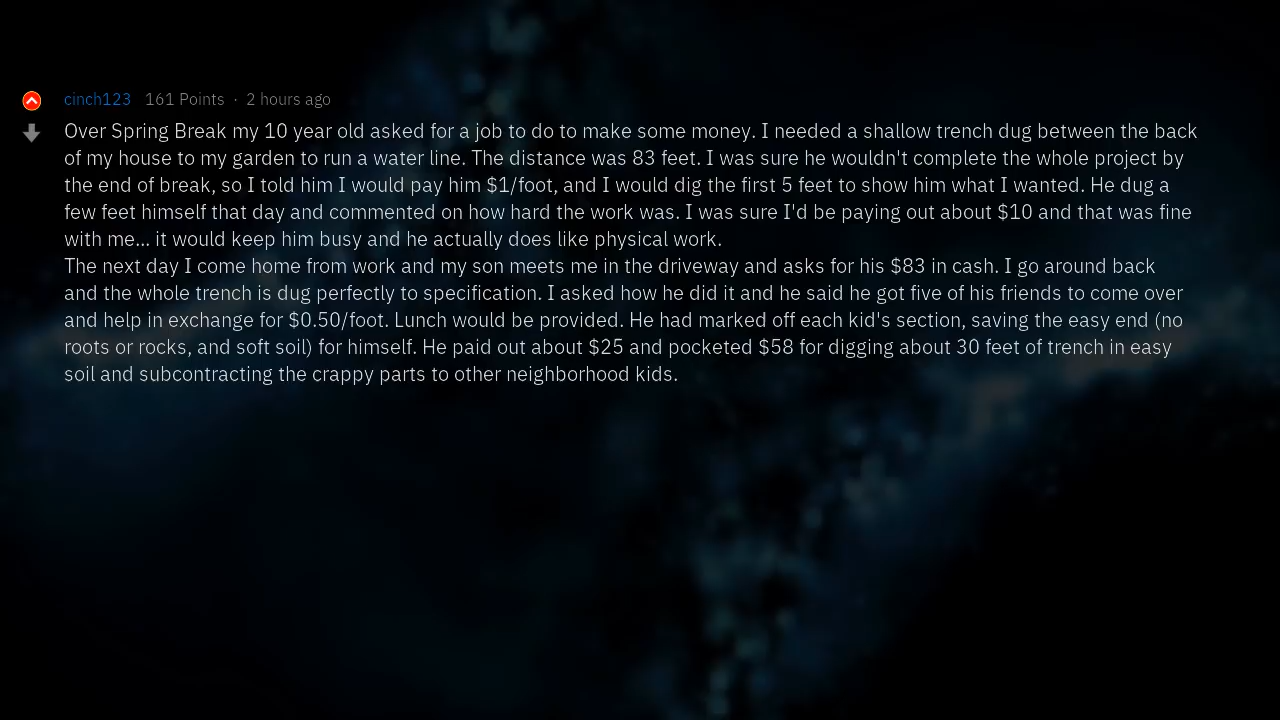 cinch123 161 Points · 2 hours ago
Over Spring Break my 10 year old asked for a job to do to make some money. I needed a shallow trench dug between the back
of my house to my garden to run a water line. The distance was 83 feet. I was sure he wouldn't complete the whole project by
the end of break, so I told him I would pay him $1/foot, and I would dig the first 5 feet to show him what I wanted. He dug a
few feet himself that day and commented on how hard the work was. I was sure I'd be paying out about $10 and that was fine
with me... it would keep him busy and he actually does like physical work.
The next day I come home from work and my son meets me in the driveway and asks for his $83 in cash. I go around back
and the whole trench is dug perfectly to specification. I asked how he did it and he said he got five of his friends to come over
and help in exchange for $0.50/foot. Lunch would be provided. He had marked off each kid's section, saving the easy end (no
roots or rocks, and soft soil) for himself. He paid out about $25 and pocketed $58 for digging about 30 feet of trench in easy
soil and subcontracting the crappy parts to other neighborhood kids.